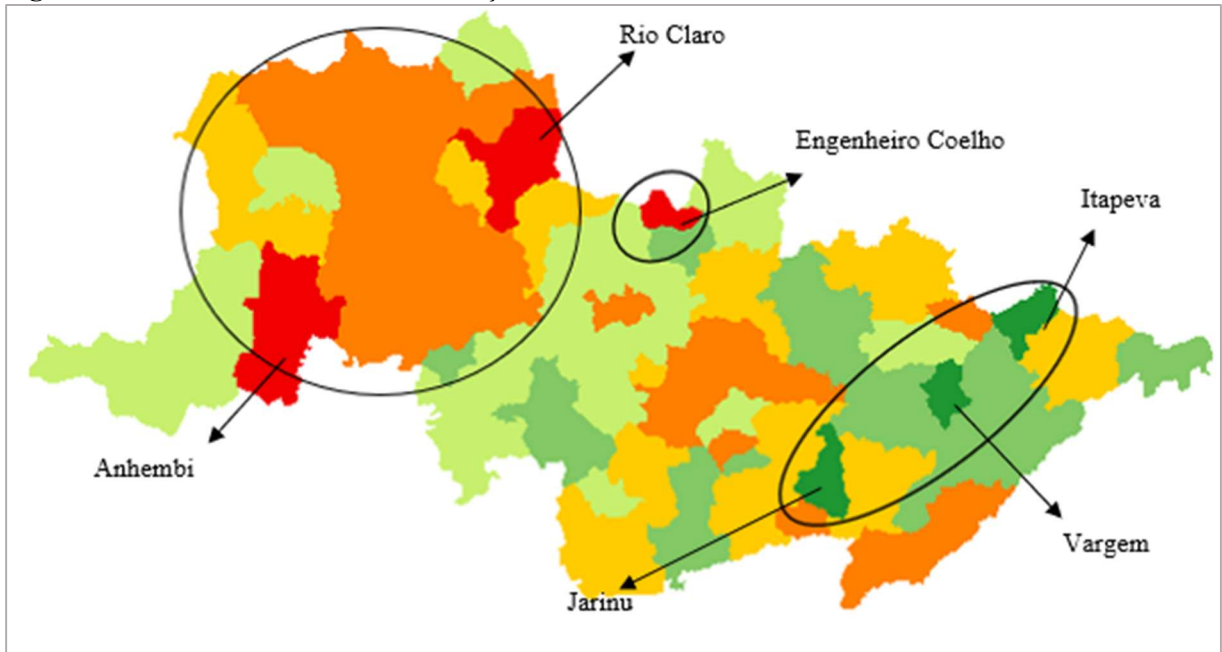 Rio Claro
Engenheiro Coelho
Itapeva
Anhembi
Vargem
Jarinu